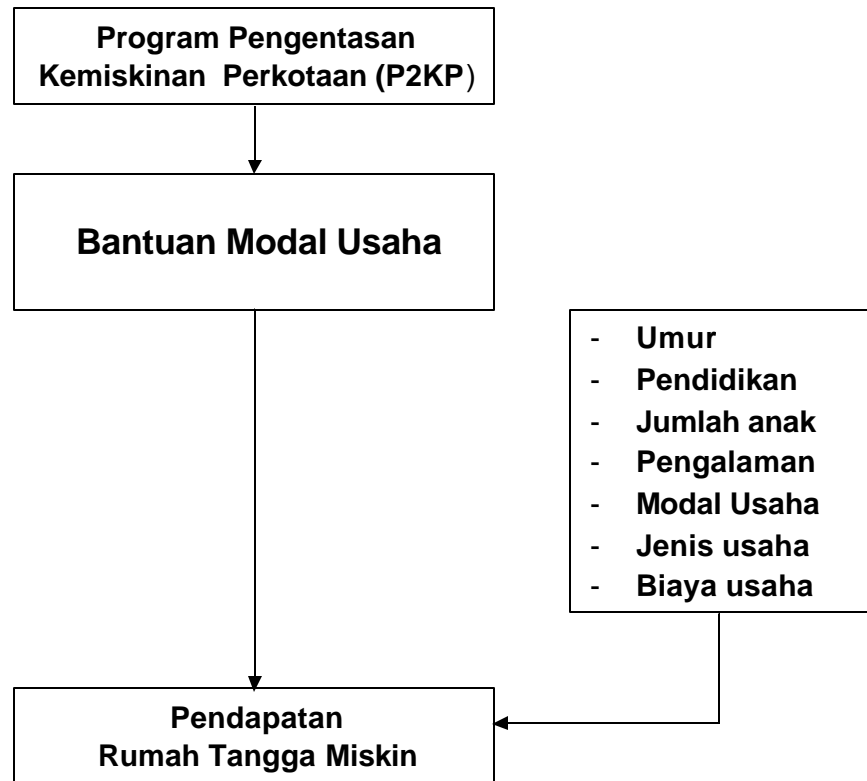 Program Pengentasan
Kemiskinan Perkotaan (P2KP)
Bantuan Modal Usaha
- Umur
- Pendidikan
- Jumlah anak
- Pengalaman
- Modal Usaha
- Jenis usaha
- Biaya usaha
Pendapatan
Rumah Tangga Miskin